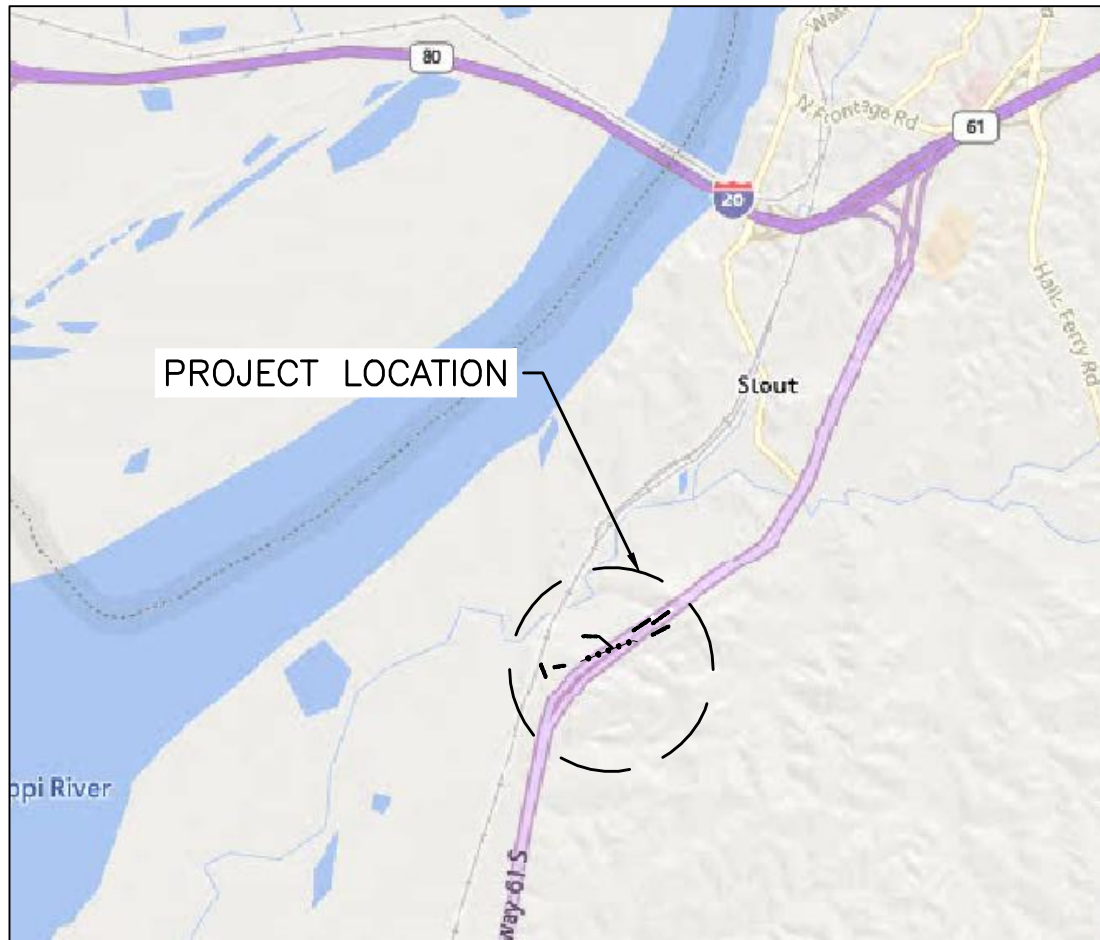 80
N Frontage Rd
61
20
Halls Ferry Rd
PROJECT LOCATION
Stout
ppi River
way 61 S